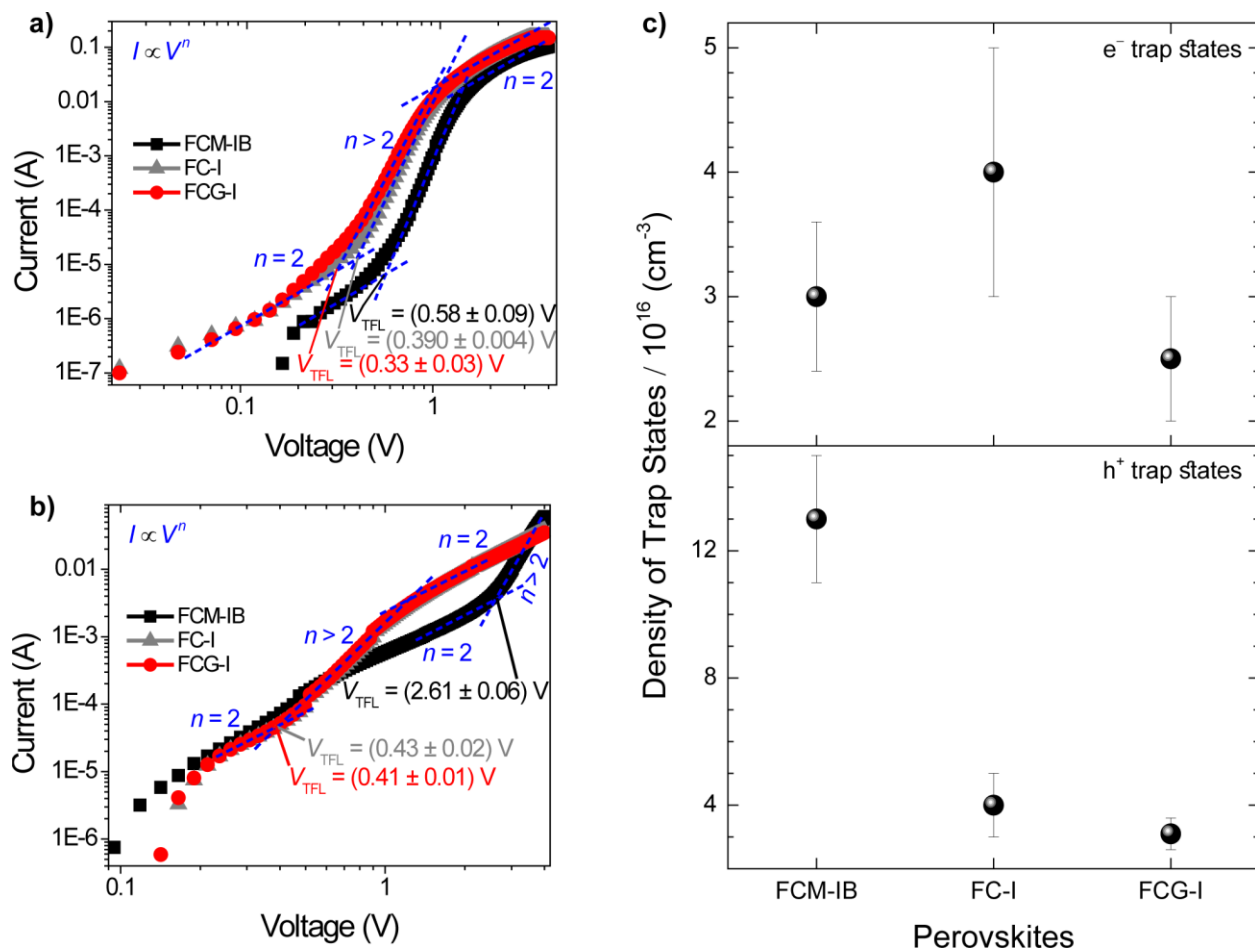 a)
I ∝ Vⁿ
0.1
0.01
1E-3
1E-4
1E-5
1E-6
1E-7
Current (A)
FCM-IB
FC-I
FCG-I
n > 2
n = 2
n = 2
V_TFL = (0.58 ± 0.09) V
V_TFL = (0.390 ± 0.004) V
V_TFL = (0.33 ± 0.03) V
0.1
1
Voltage (V)
b)
I ∝ Vⁿ
0.01
1E-3
1E-4
1E-5
1E-6
Current (A)
FCM-IB
FC-I
FCG-I
n = 2
n > 2
n > 2
n = 2
n = 2
V_TFL = (2.61 ± 0.06) V
V_TFL = (0.43 ± 0.02) V
V_TFL = (0.41 ± 0.01) V
0.1
1
Voltage (V)
c)
e⁻ trap states
5
4
3
2
Density of Trap States / 10¹⁶ (cm⁻³)
h⁺ trap states
12
8
4
FCM-IB
FC-I
FCG-I
Perovskites